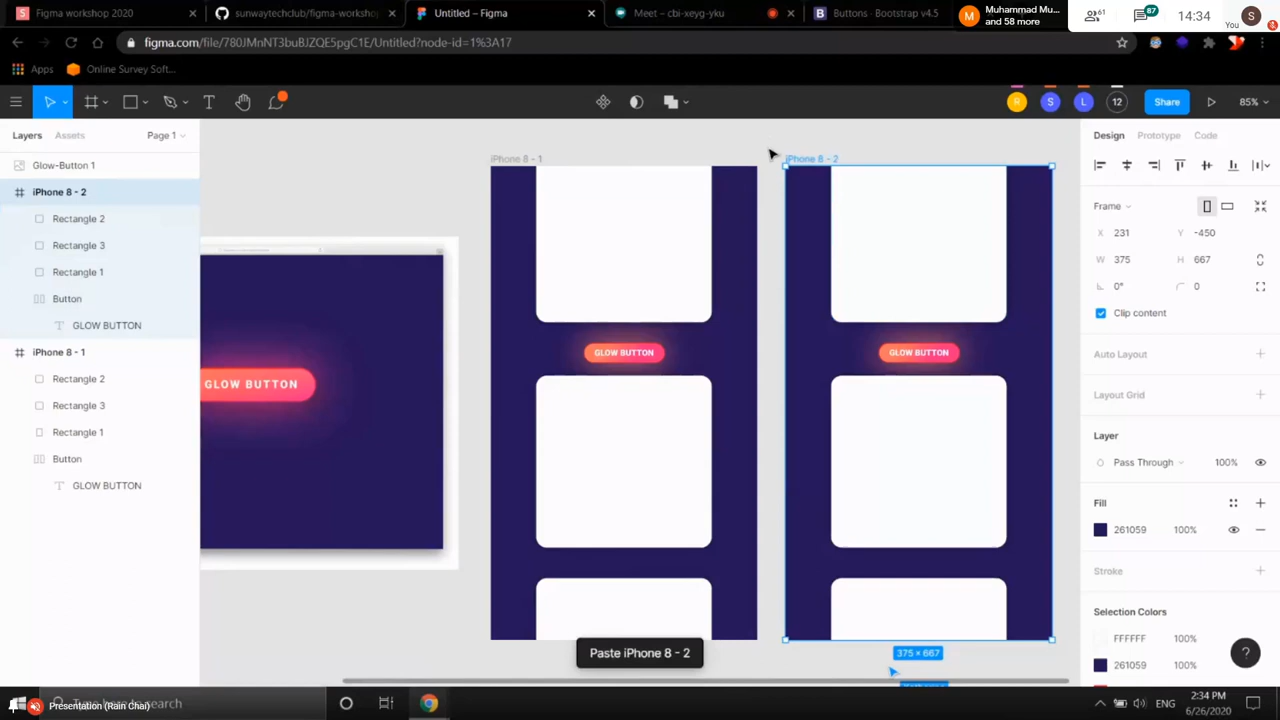 Figma workshop 2020
sunwaytechclub/figma-workshop
Untitled – Figma
Meet – cbi-xeyg-yku
Buttons · Bootstrap v4.5
M
Muhammad Mu...
and 58 more
61
87
14:34
You
S
figma.com/file/780JMnNT3buBJZQE5pgC1E/Untitled?node-id=1%3A17
Apps
Online Survey Soft...
R
S
L
12
Share
85%
Layers
Assets
Page 1
Glow-Button 1
iPhone 8 - 2
Rectangle 2
Rectangle 3
Rectangle 1
Button
GLOW BUTTON
iPhone 8 - 1
Rectangle 2
Rectangle 3
Rectangle 1
Button
GLOW BUTTON
GLOW BUTTON
iPhone 8 - 1
GLOW BUTTON
iPhone 8 - 2
GLOW BUTTON
375 × 667
Paste iPhone 8 - 2
Design
Prototype
Code
Frame
X 231
Y -450
W 375
H 667
0°
0
Clip content
Auto Layout
Layout Grid
Layer
Pass Through
100%
Fill
261059
100%
Stroke
Selection Colors
FFFFFF
100%
261059
100%
?
Presentation (Rainn Chai)
ENG
2:34 PM
6/26/2020